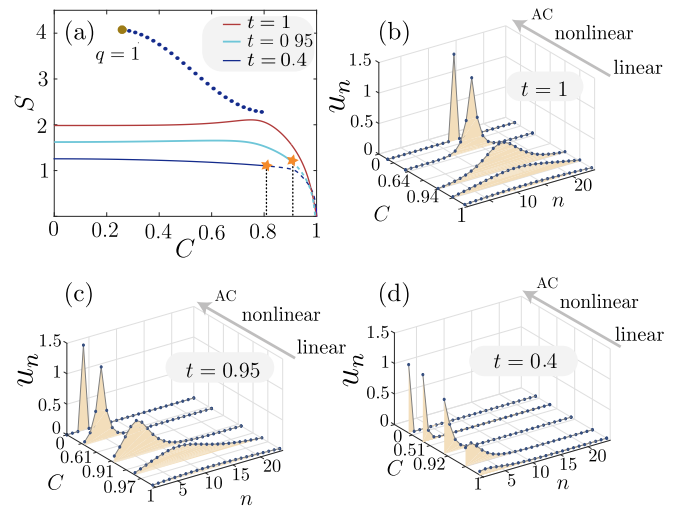 (a)
S
4
3
2
1
q = 1
t = 1
t = 0 95
t = 0.4
0
0.2
0.4
0.6
0.8
1
C
(b)
AC
nonlinear
linear
t = 1
u_n
1.5
1
0.5
0
0
0.64
0.94
1
C
10
20
n
(c)
AC
nonlinear
linear
t = 0.95
u_n
1.5
1
0.5
0
0
0.61
0.91
0.97
1
C
5
10
15
20
n
(d)
AC
nonlinear
linear
t = 0.4
u_n
1.5
1
0.5
0
0
0.51
0.92
1
C
5
10
15
20
n